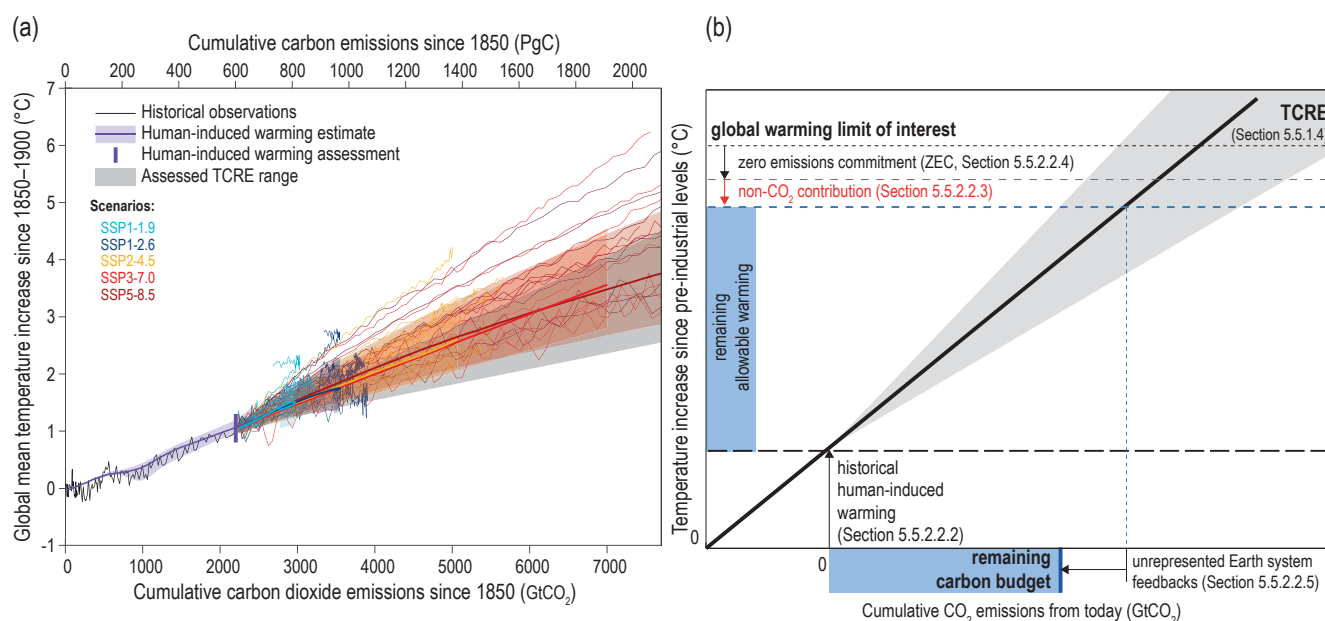 (a)
Cumulative carbon emissions since 1850 (PgC)
0 200 400 600 800 1000 1200 1400 1600 1800 2000
Global mean temperature increase since 1850–1900 (°C)
7
6
5
4
3
2
1
0
-1
Historical observations
Human-induced warming estimate
Human-induced warming assessment
Assessed TCRE range
Scenarios:
SSP1-1.9
SSP1-2.6
SSP2-4.5
SSP3-7.0
SSP5-8.5
0 1000 2000 3000 4000 5000 6000 7000
Cumulative carbon dioxide emissions since 1850 (GtCO₂)
(b)
Temperature increase since pre-industrial levels (°C)
0
TCRE
(Section 5.5.1.4)
global warming limit of interest
zero emissions commitment (ZEC, Section 5.5.2.2.4)
non-CO₂ contribution (Section 5.5.2.2.3)
remaining
allowable warming
historical
human-induced
warming
(Section 5.5.2.2.2)
0
remaining
carbon budget
unrepresented Earth system
feedbacks (Section 5.5.2.2.5)
Cumulative CO₂ emissions from today (GtCO₂)